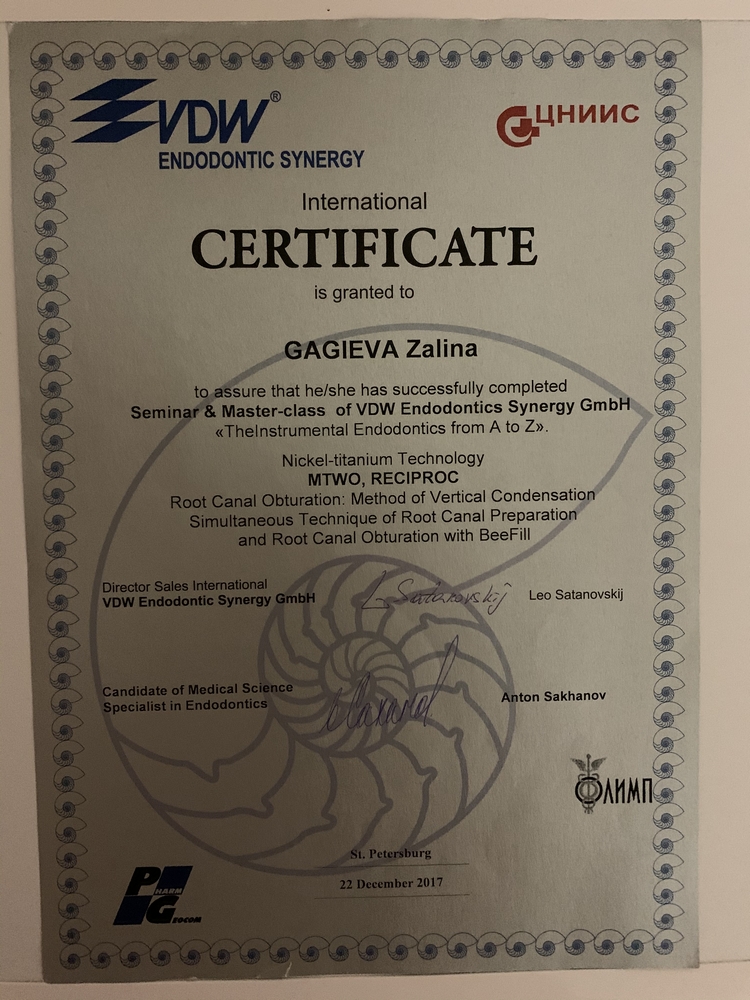 VDW®
ENDODONTIC SYNERGY
ЦНИИС
International
CERTIFICATE
is granted to
GAGIEVA Zalina
to assure that he/she has successfully completed
Seminar & Master-class of VDW Endodontics Synergy GmbH
«TheInstrumental Endodontics from A to Z».
Nickel-titanium Technology
MTWO, RECIPROC
Root Canal Obturation: Method of Vertical Condensation
Simultaneous Technique of Root Canal Preparation
and Root Canal Obturation with BeeFill
Director Sales International
VDW Endodontic Synergy GmbH
L Satanovskij
Leo Satanovskij
Candidate of Medical Science
Specialist in Endodontics
Anton Sakhanov
ОЛИМП
St. Petersburg
22 December 2017
PHARM
GEOCOM